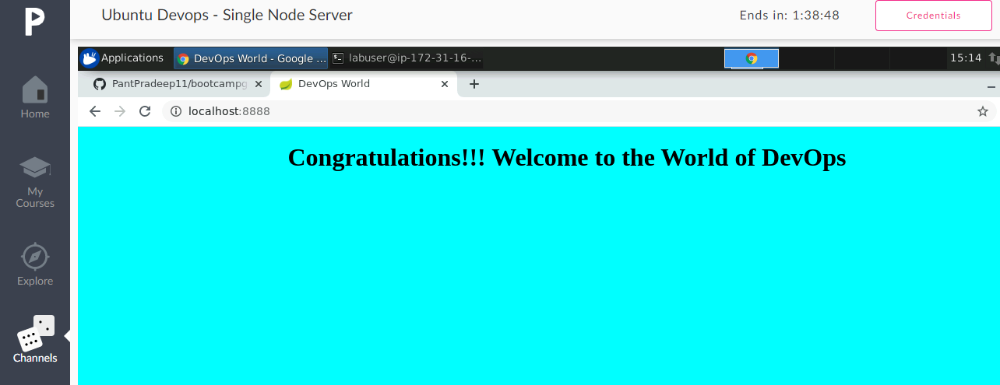 Ubuntu Devops - Single Node Server
Ends in: 1:38:48
Credentials
Applications
DevOps World - Google ...
labuser@ip-172-31-16-...
15:14
PantPradeep11/bootcampg
DevOps World
localhost:8888
Congratulations!!! Welcome to the World of DevOps
Home
My
Courses
Explore
Channels